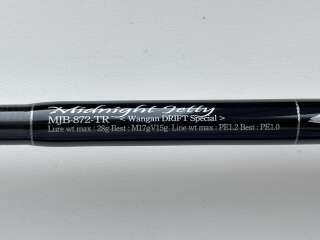 Midnight Jetty
MJB-872-TR < Wangan DRIFT Special >
Lure wt max : 28g-Best : M17gV15g Line wt max : PE1.2 Best : PE1.0